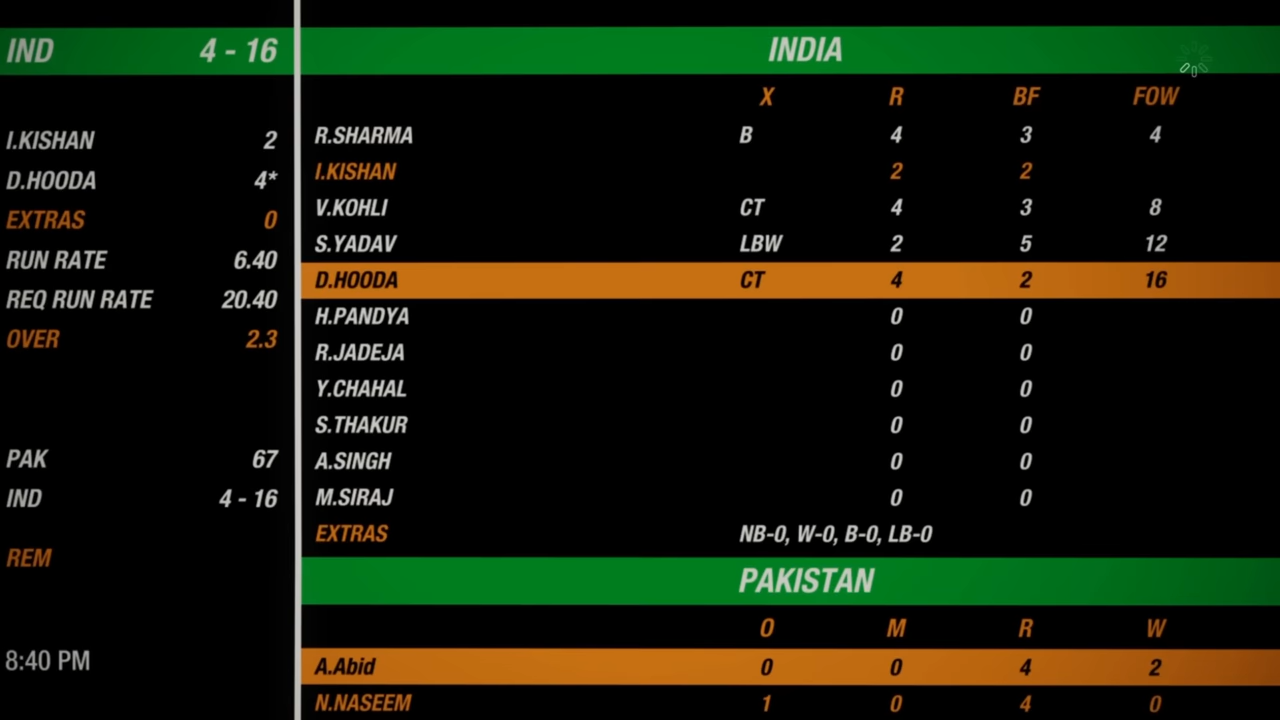 IND 4 - 16
I.KISHAN 2
D.HOODA 4*
EXTRAS 0
RUN RATE 6.40
REQ RUN RATE 20.40
OVER 2.3
PAK 67
IND 4 - 16
REM
8:40 PM
INDIA
X R BF FOW
R.SHARMA B 4 3 4
I.KISHAN 2 2
V.KOHLI CT 4 3 8
S.YADAV LBW 2 5 12
D.HOODA CT 4 2 16
H.PANDYA 0 0
R.JADEJA 0 0
Y.CHAHAL 0 0
S.THAKUR 0 0
A.SINGH 0 0
M.SIRAJ 0 0
EXTRAS NB-0, W-0, B-0, LB-0
PAKISTAN
O M R W
A.Abid 0 0 4 2
N.NASEEM 1 0 4 0